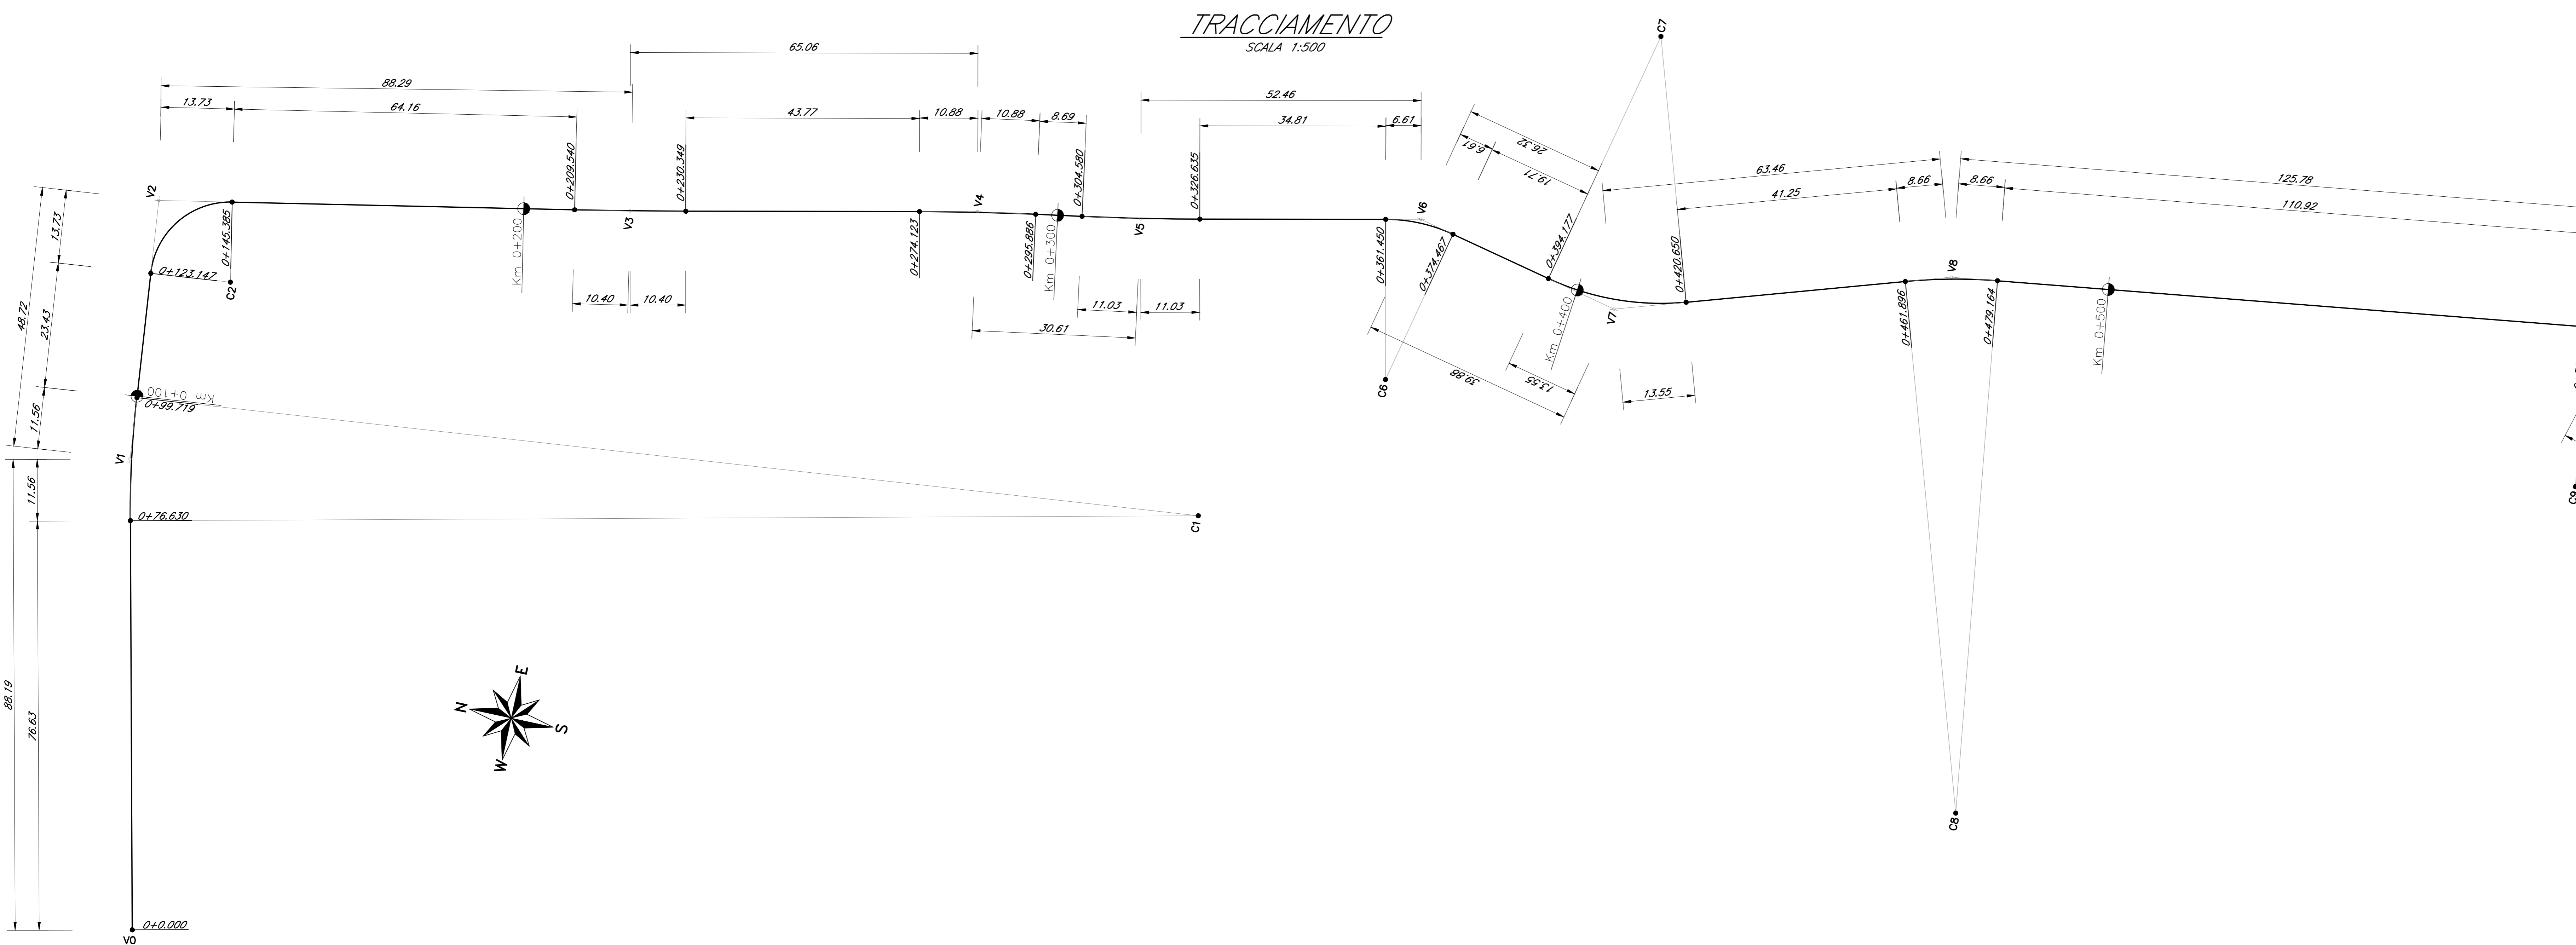 TRACCIAMENTO
SCALA 1:500
C7
65.06
88.29
13.73
64.16
52.46
43.77
10.88
10.88
8.69
34.81
6.61
26.32
6.61
19.71
63.46
41.25
8.66
8.66
125.78
110.92
V2
0+145.385
C2
0+123.147
Km 0+200
0+209.540
V3
0+230.349
0+274.123
V4
0+295.886
Km 0+300
0+304.580
V5
0+326.635
0+361.450
V6
0+374.467
0+394.177
Km 0+400
V7
0+420.650
0+461.896
V8
0+479.164
Km 0+500
13.73
48.72
23.43
11.56
10.40
10.40
11.03
11.03
30.61
39.88
13.55
13.55
C6
Km 0+100
0+99.719
V1
11.56
0+76.630
C1
C9
88.19
76.63
N
E
S
W
C8
0+0.000
V0